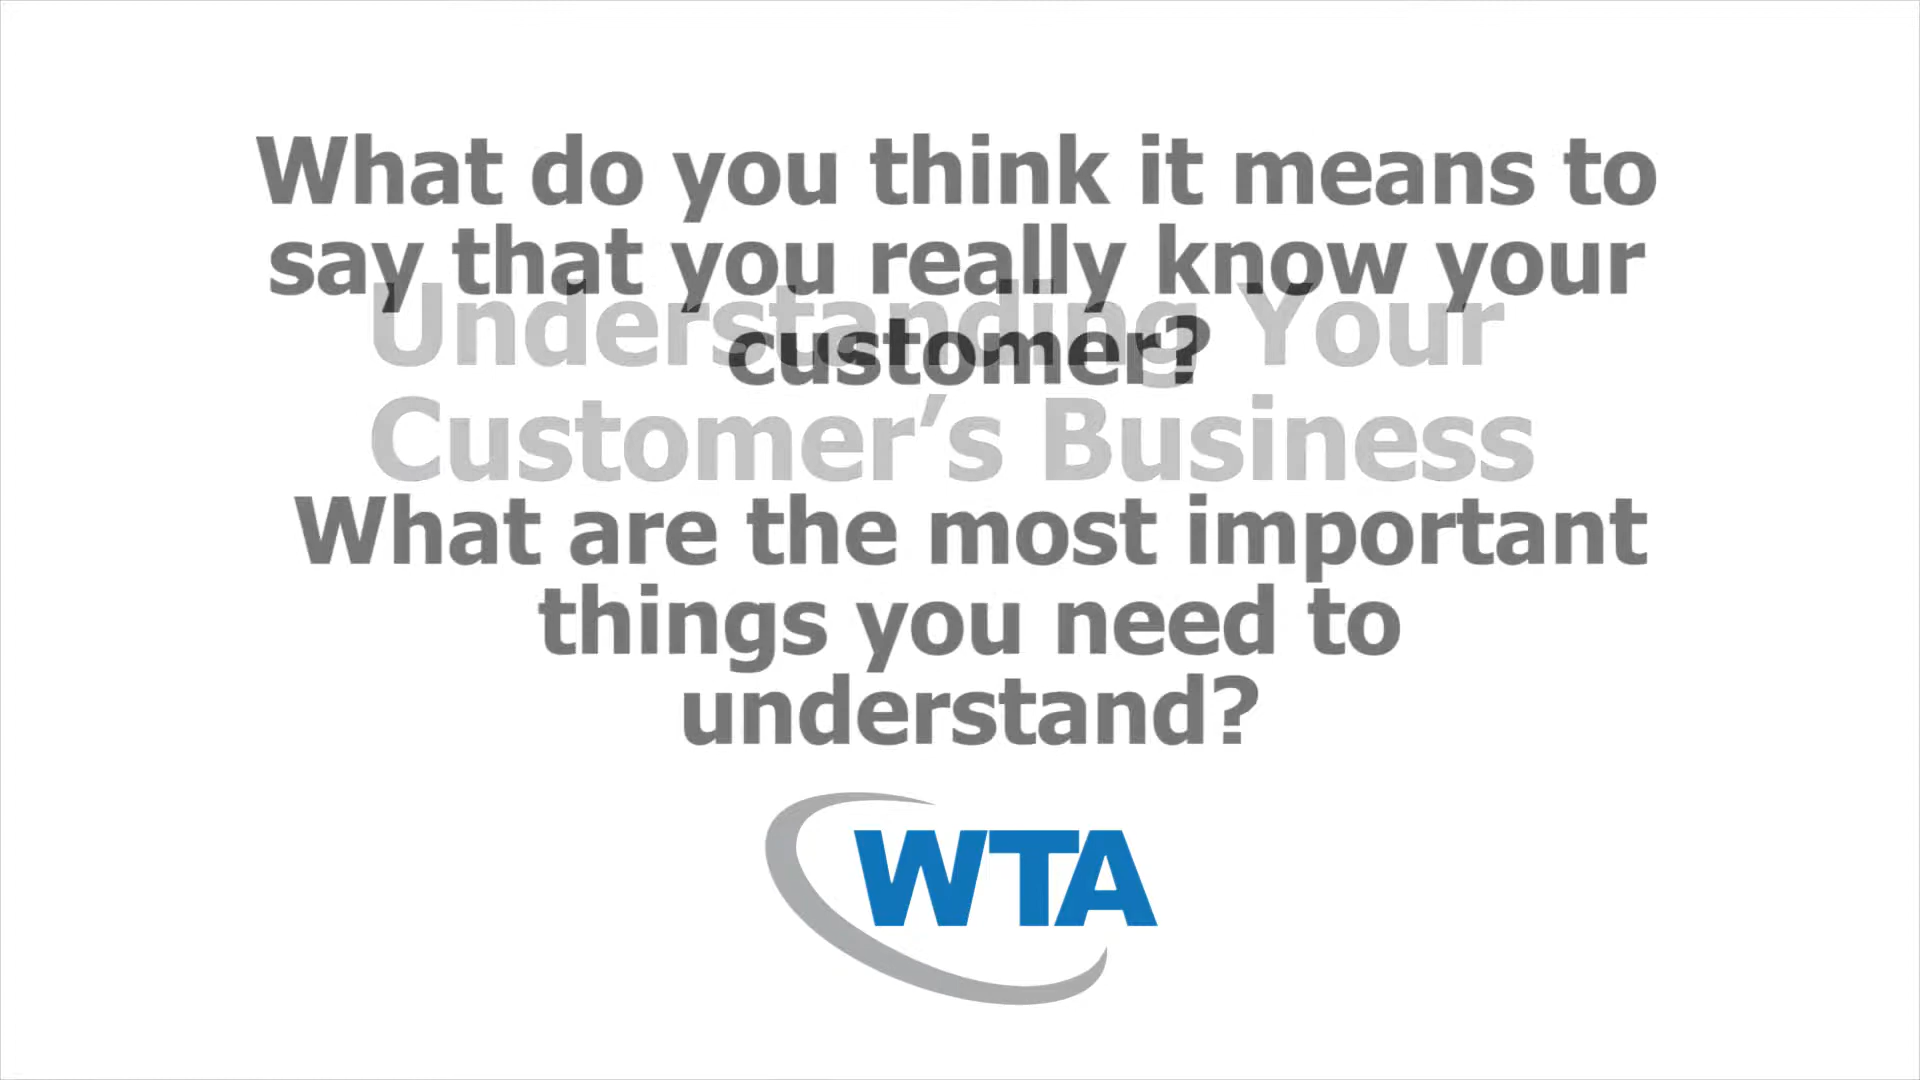 What do you think it means to
say that you really know your
customer?
Understanding Your
Customer’s Business
What are the most important
things you need to
understand?
WTA